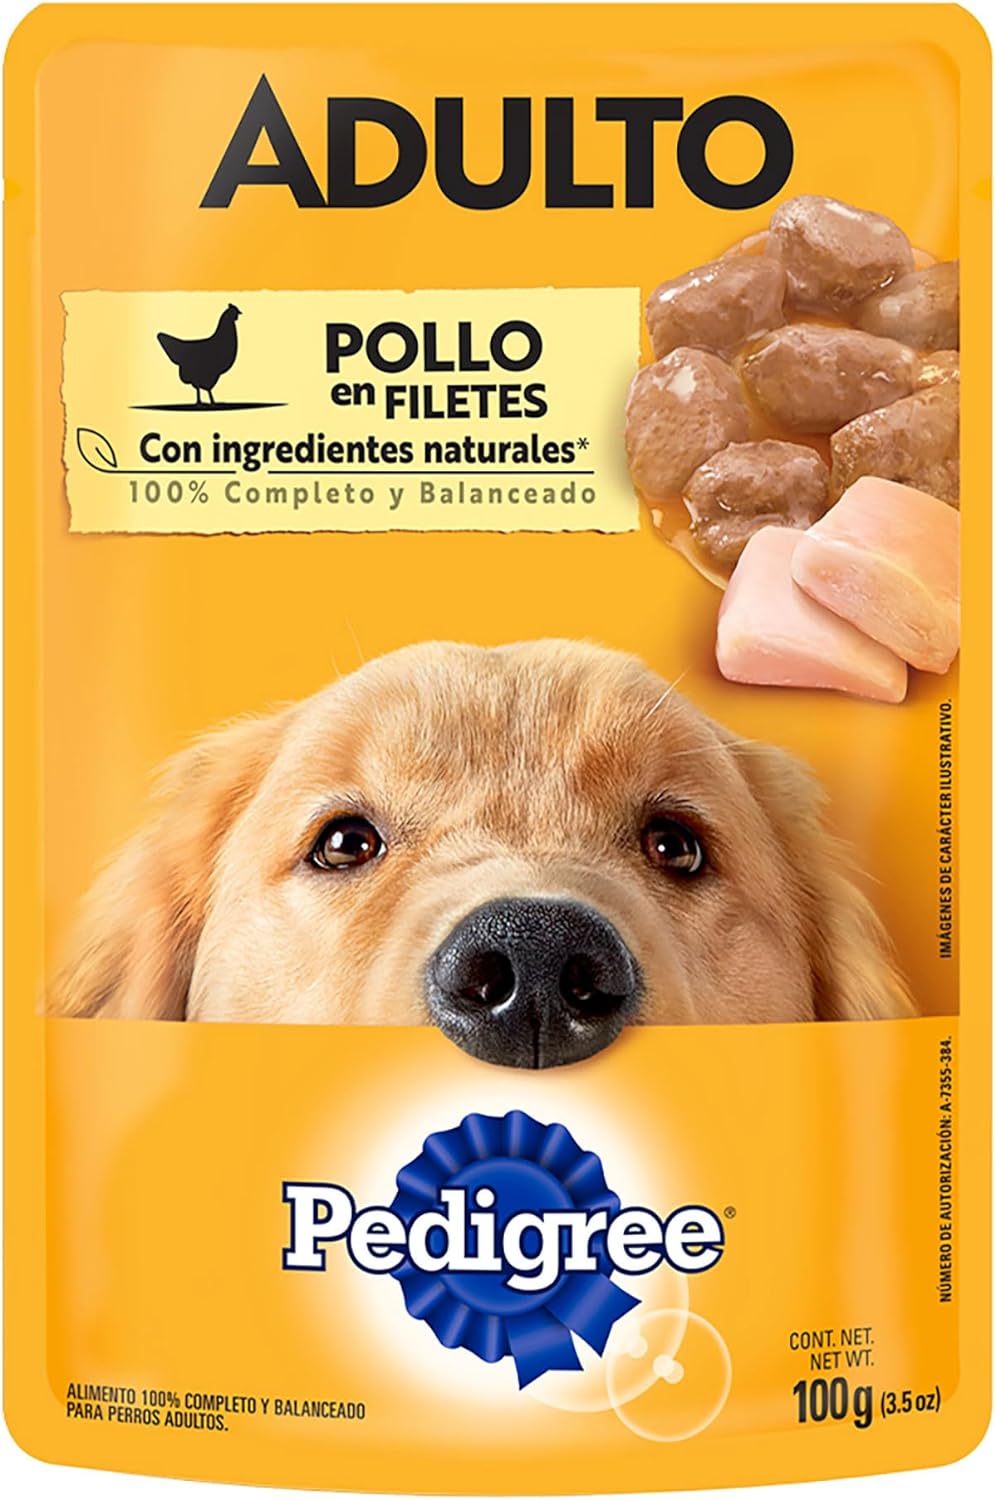 ADULTO
POLLO
en FILETES
Con ingredientes naturales*
100% Completo y Balanceado
IMÁGENES DE CARÁCTER ILUSTRATIVO.
NÚMERO DE AUTORIZACIÓN: A-7355-384.
Pedigree®
CONT. NET.
NET WT.
100g (3.5 oz)
ALIMENTO 100% COMPLETO Y BALANCEADO
PARA PERROS ADULTOS.